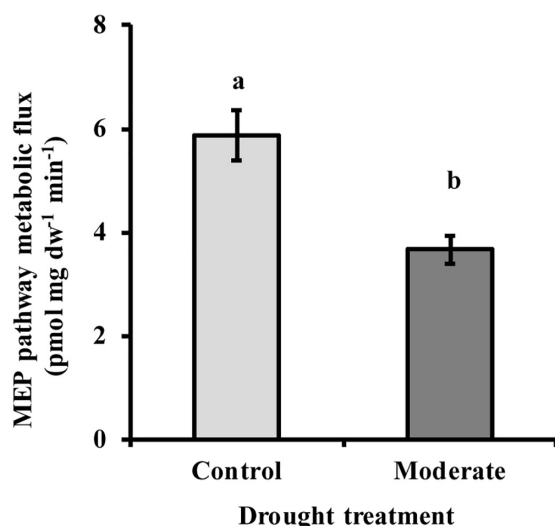 MEP pathway metabolic flux
(pmol mg dw⁻¹ min⁻¹)
8
6
4
2
0
a
b
Control Moderate
Drought treatment